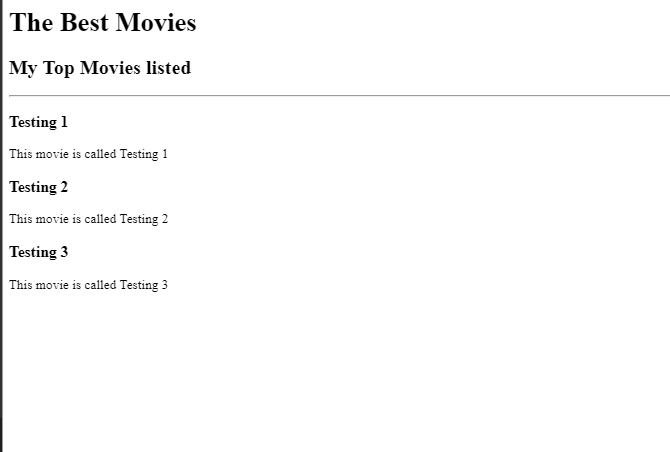 The Best Movies
My Top Movies listed
Testing 1
This movie is called Testing 1
Testing 2
This movie is called Testing 2
Testing 3
This movie is called Testing 3